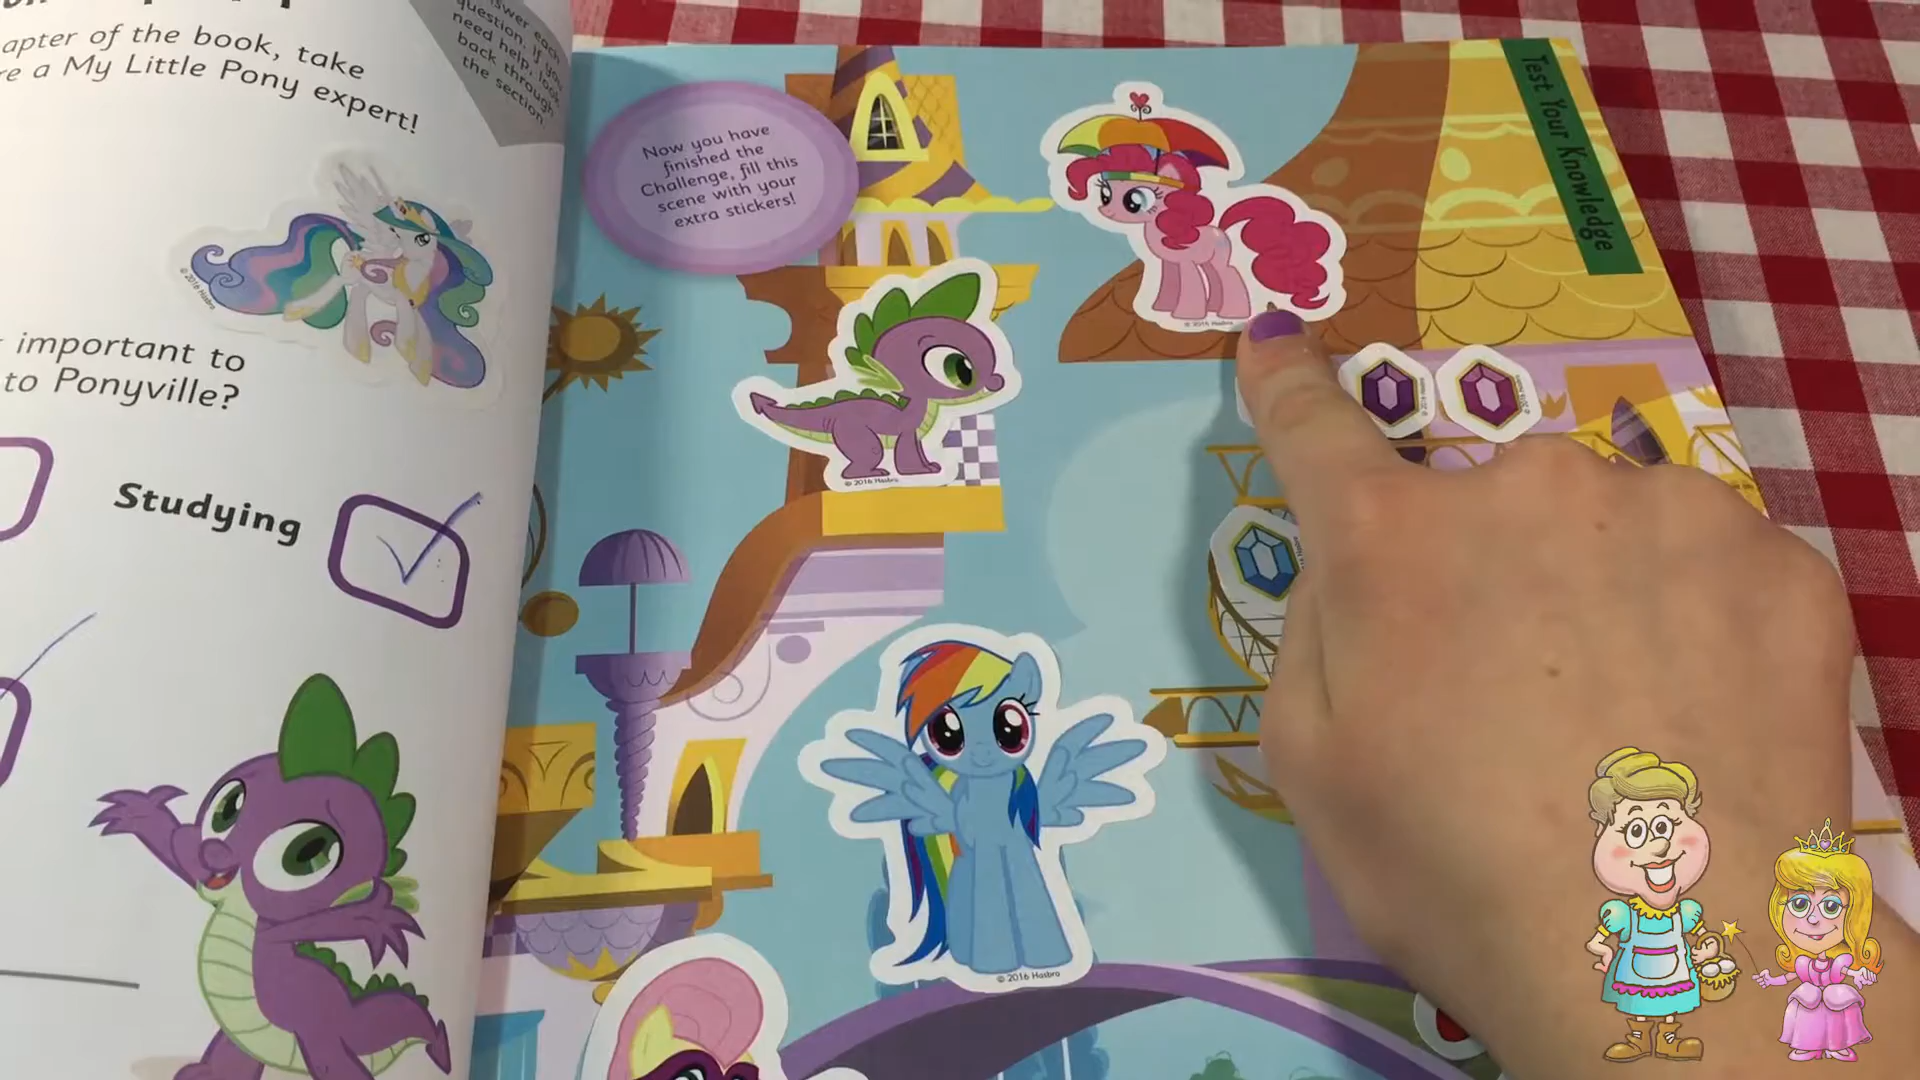 apter of the book, take
re a My Little Pony expert!
answer each
question. If you
need help, look
back through
the section
© 2016 Hasbro
important to
to Ponyville?
Studying
Now you have
finished the
Challenge, fill this
scene with your
extra stickers!
Test Your Knowledge
© 2016 Hasbro
© 2016 Hasbro
© 2016 Hasbro